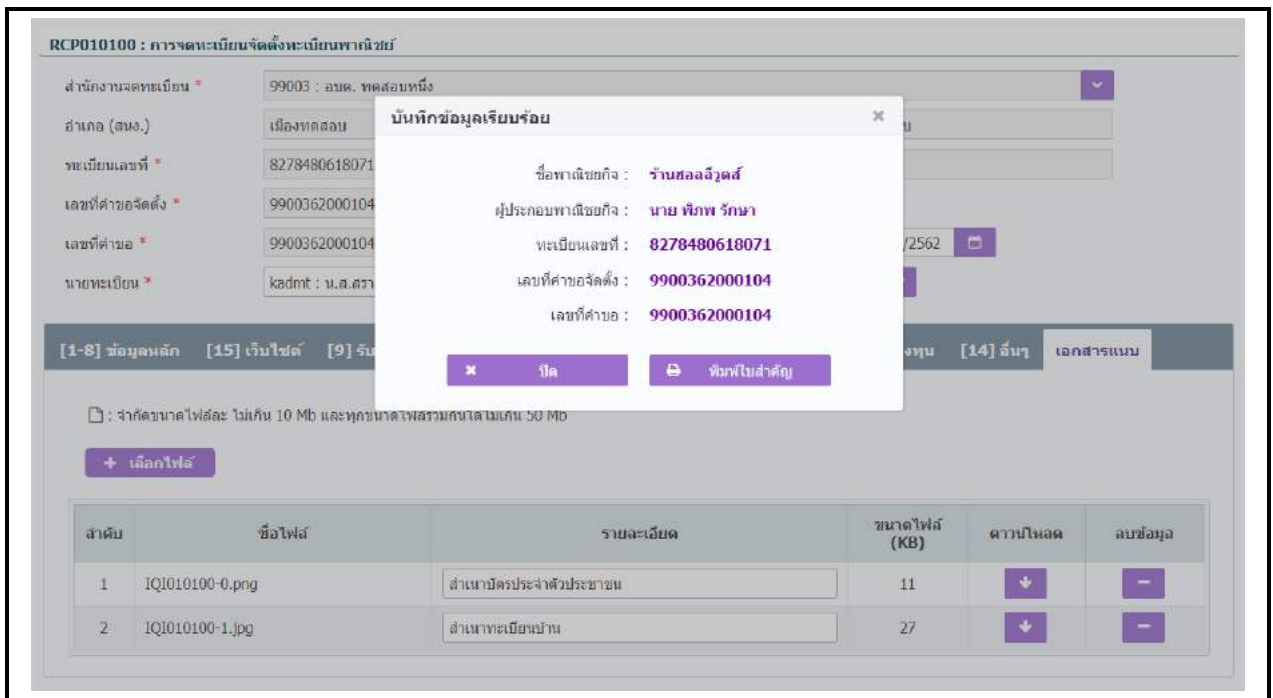 RCP010100 : การจดทะเบียนจัดตั้งทะเบียนพาณิชย์
สำนักงานจดทะเบียน * 99003 : อบต. ทดสอบหนึ่ง
อำเภอ (สนง.) เมืองทดสอบ
ทะเบียนเลขที่ * 8278480618071
เลขที่คำขอจัดตั้ง * 9900362000104
เลขที่คำขอ * 9900362000104 /2562
นายทะเบียน * kadmt : น.ส.สรา
บันทึกข้อมูลเรียบร้อย
ชื่อพาณิชยกิจ : ร้านฮอลลีวูดส์
ผู้ประกอบพาณิชยกิจ : นาย พิภพ รักษา
ทะเบียนเลขที่ : 8278480618071
เลขที่คำขอจัดตั้ง : 9900362000104
เลขที่คำขอ : 9900362000104
ปิด พิมพ์ใบสำคัญ
[1-8] ข้อมูลหลัก [15] เว็บไซต์ [9] รับ งทุน [14] อื่นๆ เอกสารแนบ
: จำกัดขนาดไฟล์ละ ไม่เกิน 10 Mb และทุกขนาดไฟล์รวมกันได้ไม่เกิน 50 Mb
+ เลือกไฟล์
ลำดับ ชื่อไฟล์ รายละเอียด ขนาดไฟล์ (KB) ดาวน์โหลด ลบข้อมูล
1 IQI010100-0.png สำเนาบัตรประจำตัวประชาชน 11
2 IQI010100-1.jpg สำเนาทะเบียนบ้าน 27